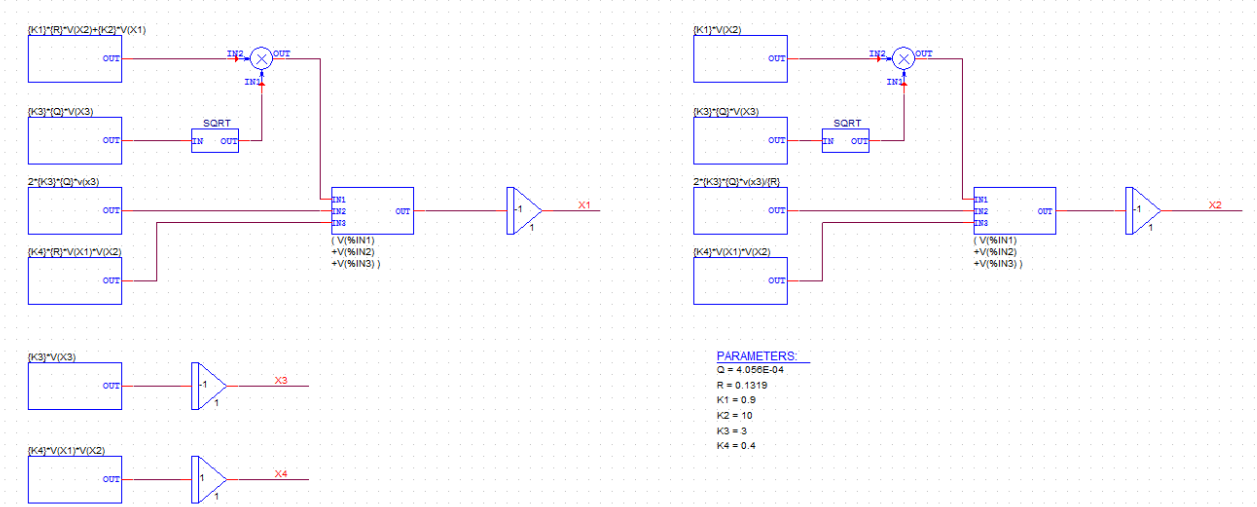 {K1}*{R}*V(X2)+{K2}*V(X1)
OUT
IN2
OUT
IN1
{K3}*{Q}*V(X3)
OUT
SQRT
IN OUT
2*{K3}*{Q}*v(x3)
OUT
{K4}*{R}*V(X1)*V(X2)
OUT
IN1
IN2
IN3
OUT
( V(%IN1)
+V(%IN2)
+V(%IN3) )
-1
1
X1
{K1}*V(X2)
OUT
IN2
OUT
IN1
{K3}*{Q}*V(X3)
OUT
SQRT
IN OUT
2*{K3}*{Q}*v(x3)/{R}
OUT
{K4}*V(X1)*V(X2)
OUT
IN1
IN2
IN3
OUT
( V(%IN1)
+V(%IN2)
+V(%IN3) )
-1
1
X2
{K3}*V(X3)
OUT
-1
1
X3
{K4}*V(X1)*V(X2)
OUT
1
1
X4
PARAMETERS:
Q = 4.056E-04
R = 0.1319
K1 = 0.9
K2 = 10
K3 = 3
K4 = 0.4